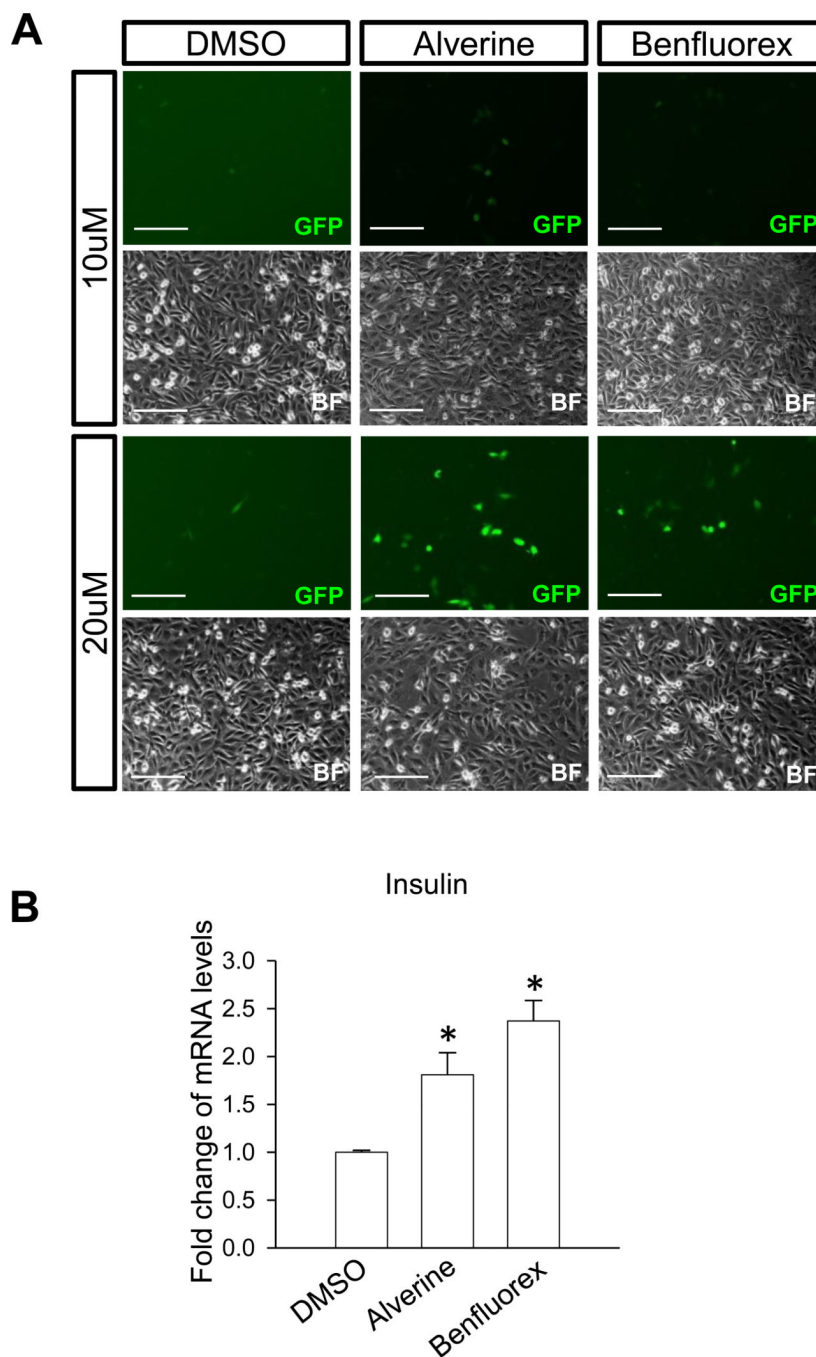 A
DMSO Alverine Benfluorex
10uM
GFP GFP GFP
BF BF BF
20uM
GFP GFP GFP
BF BF BF
B
Insulin
Fold change of mRNA levels
3.0
2.5
2.0
1.5
1.0
0.5
0.0
*
*
DMSO
Alverine
Benfluorex